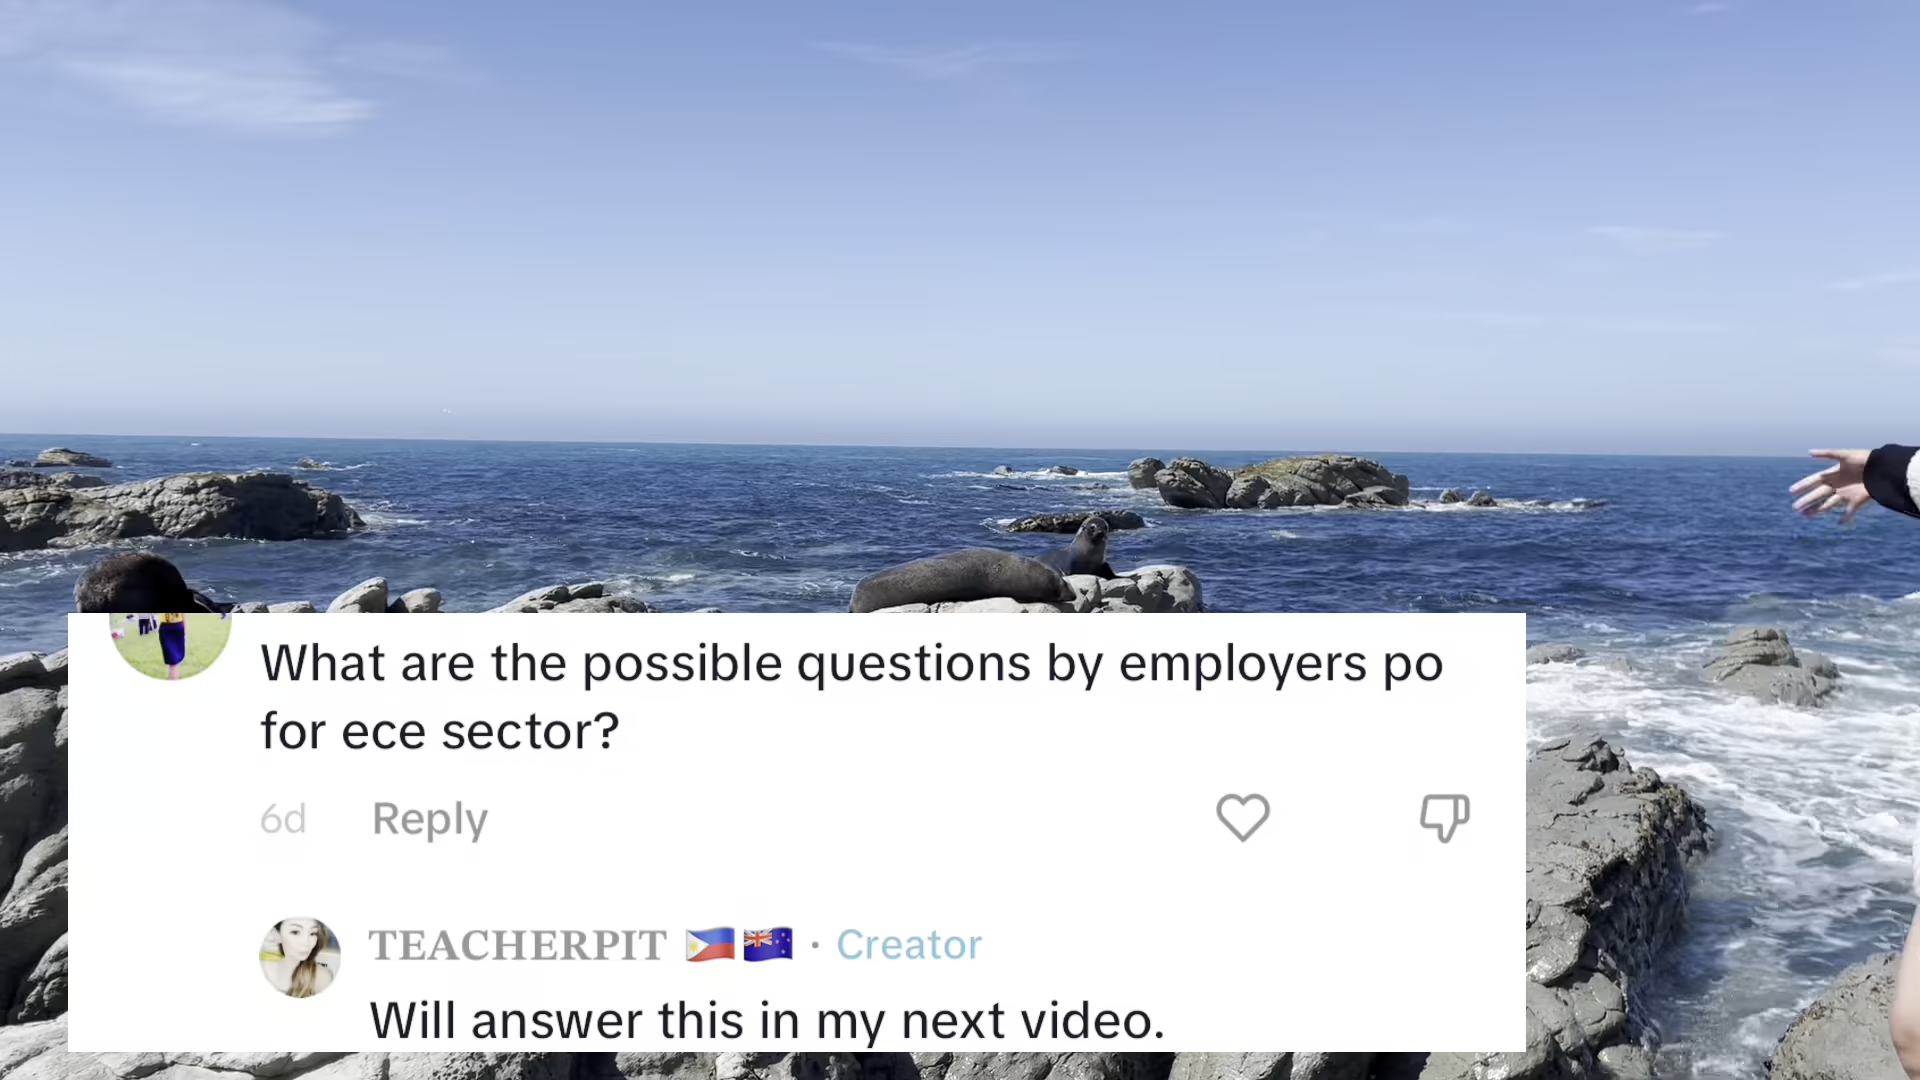 What are the possible questions by employers po
for ece sector?
6d Reply
TEACHERPIT 🇵🇭🇳🇿 · Creator
Will answer this in my next video.